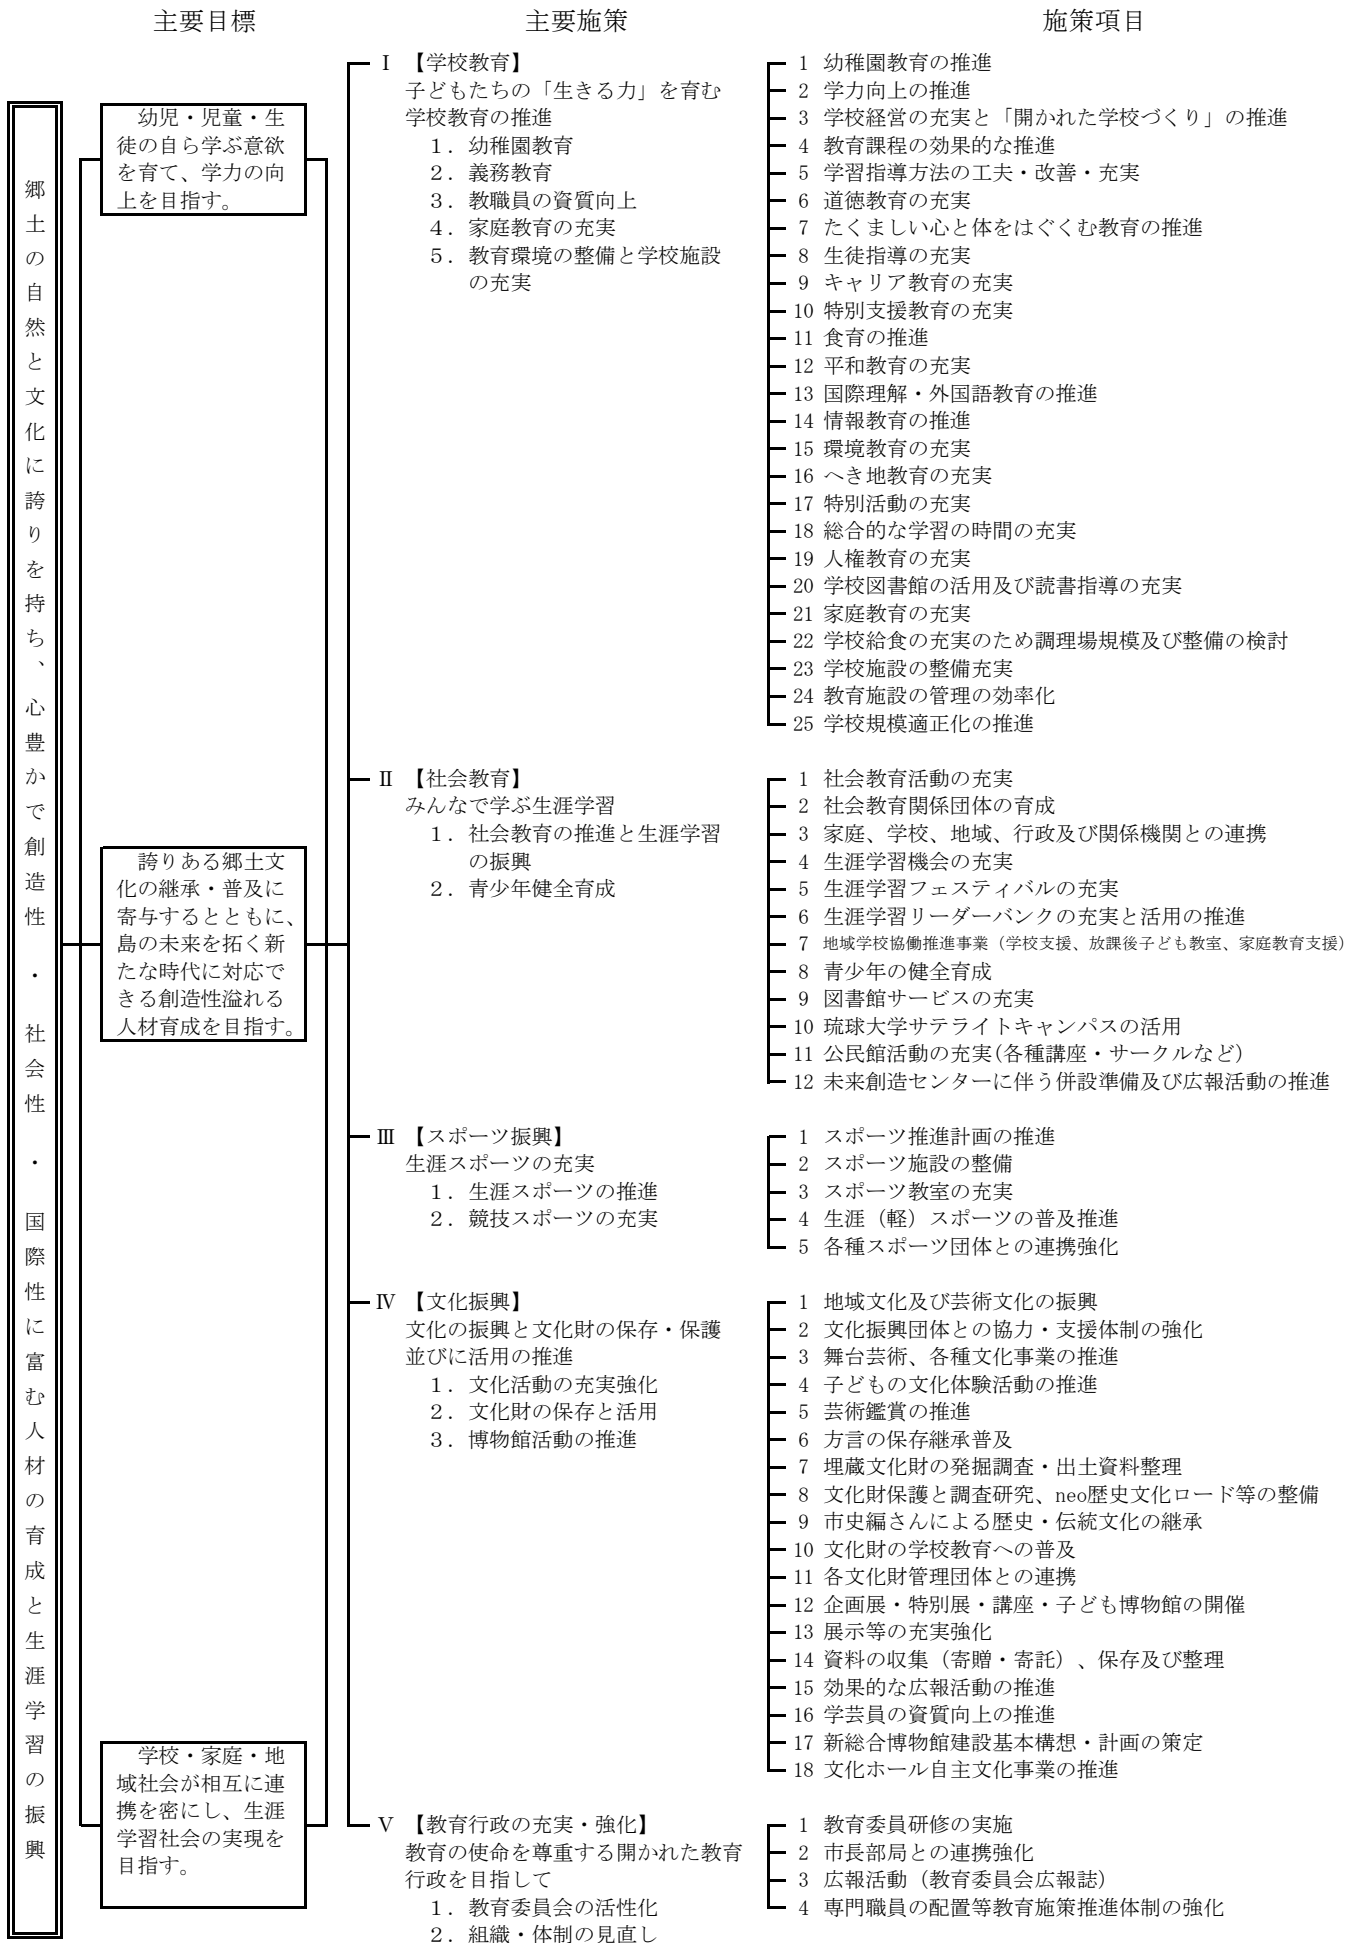 主要目標
主要施策
施策項目
郷土の自然と文化に誇りを持ち、心豊かで創造性・社会性・国際性に富む人材の育成と生涯学習の振興
幼児・児童・生
徒の自ら学ぶ意欲
を育て、学力の向
上を目指す。
誇りある郷土文
化の継承・普及に
寄与するとともに、
島の未来を拓く新
たな時代に対応で
きる創造性溢れる
人材育成を目指す。
学校・家庭・地
域社会が相互に連
携を密にし、生涯
学習社会の実現を
目指す。
Ⅰ 【学校教育】
子どもたちの「生きる力」を育む
学校教育の推進
1．幼稚園教育
2．義務教育
3．教職員の資質向上
4．家庭教育の充実
5．教育環境の整備と学校施設
の充実
1 幼稚園教育の推進
2 学力向上の推進
3 学校経営の充実と「開かれた学校づくり」の推進
4 教育課程の効果的な推進
5 学習指導方法の工夫・改善・充実
6 道徳教育の充実
7 たくましい心と体をはぐくむ教育の推進
8 生徒指導の充実
9 キャリア教育の充実
10 特別支援教育の充実
11 食育の推進
12 平和教育の充実
13 国際理解・外国語教育の推進
14 情報教育の推進
15 環境教育の充実
16 へき地教育の充実
17 特別活動の充実
18 総合的な学習の時間の充実
19 人権教育の充実
20 学校図書館の活用及び読書指導の充実
21 家庭教育の充実
22 学校給食の充実のため調理場規模及び整備の検討
23 学校施設の整備充実
24 教育施設の管理の効率化
25 学校規模適正化の推進
Ⅱ 【社会教育】
みんなで学ぶ生涯学習
1．社会教育の推進と生涯学習
の振興
2．青少年健全育成
1 社会教育活動の充実
2 社会教育関係団体の育成
3 家庭、学校、地域、行政及び関係機関との連携
4 生涯学習機会の充実
5 生涯学習フェスティバルの充実
6 生涯学習リーダーバンクの充実と活用の推進
7 地域学校協働推進事業（学校支援、放課後子ども教室、家庭教育支援）
8 青少年の健全育成
9 図書館サービスの充実
10 琉球大学サテライトキャンパスの活用
11 公民館活動の充実(各種講座・サークルなど)
12 未来創造センターに伴う併設準備及び広報活動の推進
Ⅲ 【スポーツ振興】
生涯スポーツの充実
1．生涯スポーツの推進
2．競技スポーツの充実
1 スポーツ推進計画の推進
2 スポーツ施設の整備
3 スポーツ教室の充実
4 生涯（軽）スポーツの普及推進
5 各種スポーツ団体との連携強化
Ⅳ 【文化振興】
文化の振興と文化財の保存・保護
並びに活用の推進
1．文化活動の充実強化
2．文化財の保存と活用
3．博物館活動の推進
1 地域文化及び芸術文化の振興
2 文化振興団体との協力・支援体制の強化
3 舞台芸術、各種文化事業の推進
4 子どもの文化体験活動の推進
5 芸術鑑賞の推進
6 方言の保存継承普及
7 埋蔵文化財の発掘調査・出土資料整理
8 文化財保護と調査研究、neo歴史文化ロード等の整備
9 市史編さんによる歴史・伝統文化の継承
10 文化財の学校教育への普及
11 各文化財管理団体との連携
12 企画展・特別展・講座・子ども博物館の開催
13 展示等の充実強化
14 資料の収集（寄贈・寄託）、保存及び整理
15 効果的な広報活動の推進
16 学芸員の資質向上の推進
17 新総合博物館建設基本構想・計画の策定
18 文化ホール自主文化事業の推進
Ⅴ 【教育行政の充実・強化】
教育の使命を尊重する開かれた教育
行政を目指して
1．教育委員会の活性化
2．組織・体制の見直し
1 教育委員研修の実施
2 市長部局との連携強化
3 広報活動（教育委員会広報誌）
4 専門職員の配置等教育施策推進体制の強化